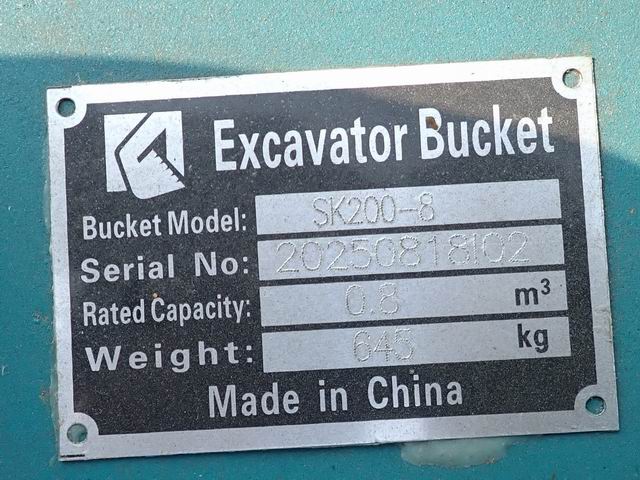 Excavator Bucket
Bucket Model: SK200-8
Serial No: 20250818102
Rated Capacity: 0.8 m³
Weight: 645 kg
Made in China